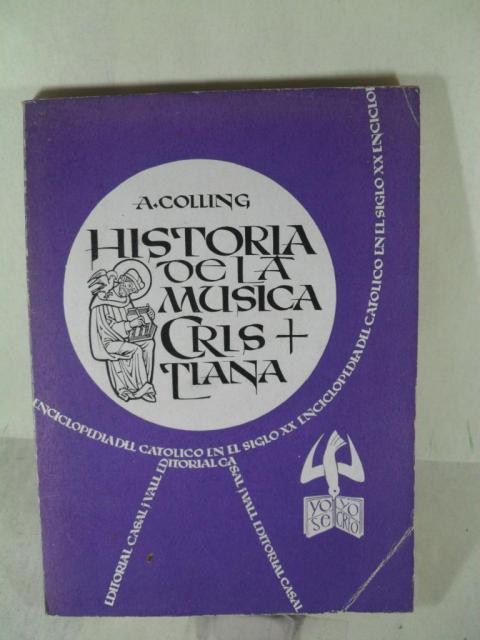 A. COLLING
HISTORIA
DE LA
MUSICA
CRIS
TIANA
ENCICLOPEDIA DEL CATOLICO EN EL SIGLO XX ENCICLOPEDIA DEL CATOLICO EN EL SIGLO XX ENCICLO
EDITORIAL CASAL I VALL EDITORIAL CASAL I VALL EDITORIAL CASAL
YO YO
SE CREO